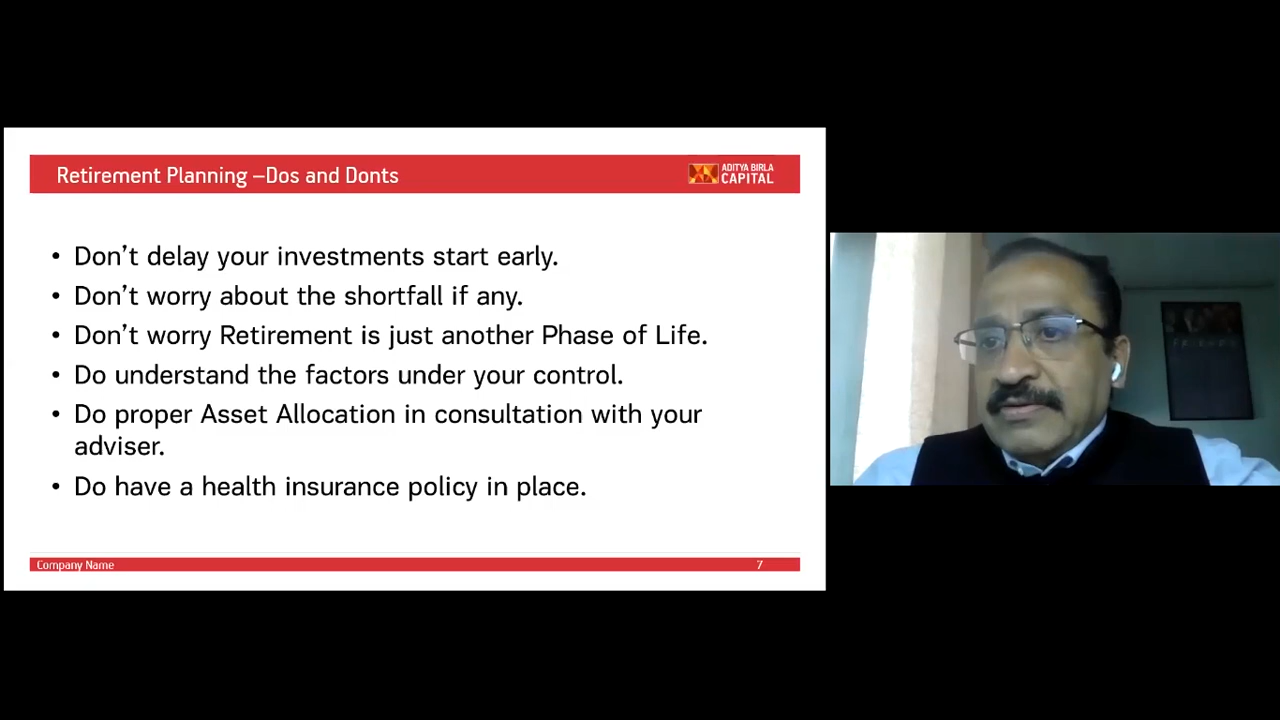 Retirement Planning –Dos and Donts
ADITYA BIRLA
CAPITAL
• Don’t delay your investments start early.
• Don’t worry about the shortfall if any.
• Don’t worry Retirement is just another Phase of Life.
• Do understand the factors under your control.
• Do proper Asset Allocation in consultation with your
adviser.
• Do have a health insurance policy in place.
Company Name
7
FRIENDS